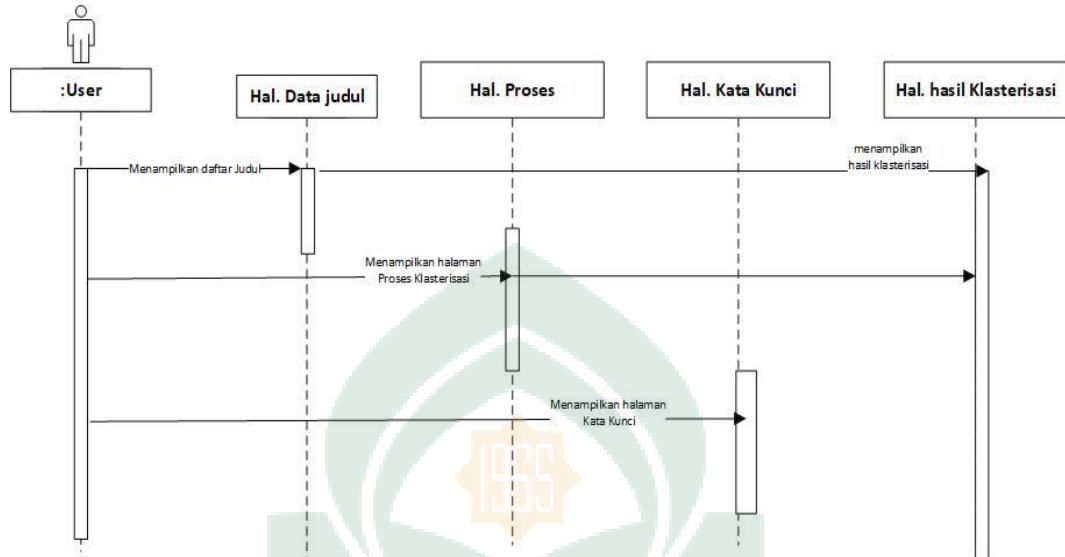 :User
Hal. Data judul
Hal. Proses
Hal. Kata Kunci
Hal. hasil Klasterisasi
Menampilkan daftar Judul
menampilkan
hasil klasterisasi
Menampilkan halaman
Proses Klasterisasi
Menampilkan halaman
Kata Kunci